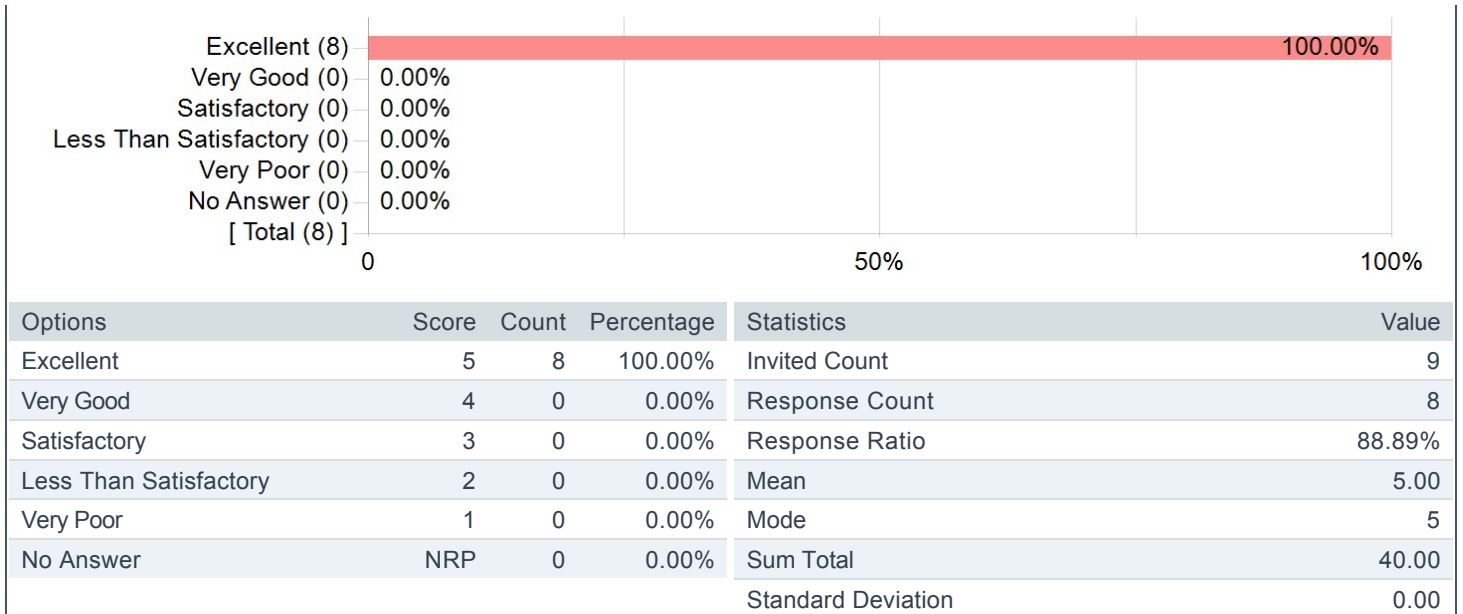 Excellent (8) 100.00%
Very Good (0) 0.00%
Satisfactory (0) 0.00%
Less Than Satisfactory (0) 0.00%
Very Poor (0) 0.00%
No Answer (0) 0.00%
[ Total (8) ]
0 50% 100%
Options Score Count Percentage
Excellent 5 8 100.00%
Very Good 4 0 0.00%
Satisfactory 3 0 0.00%
Less Than Satisfactory 2 0 0.00%
Very Poor 1 0 0.00%
No Answer NRP 0 0.00%
Statistics Value
Invited Count 9
Response Count 8
Response Ratio 88.89%
Mean 5.00
Mode 5
Sum Total 40.00
Standard Deviation 0.00